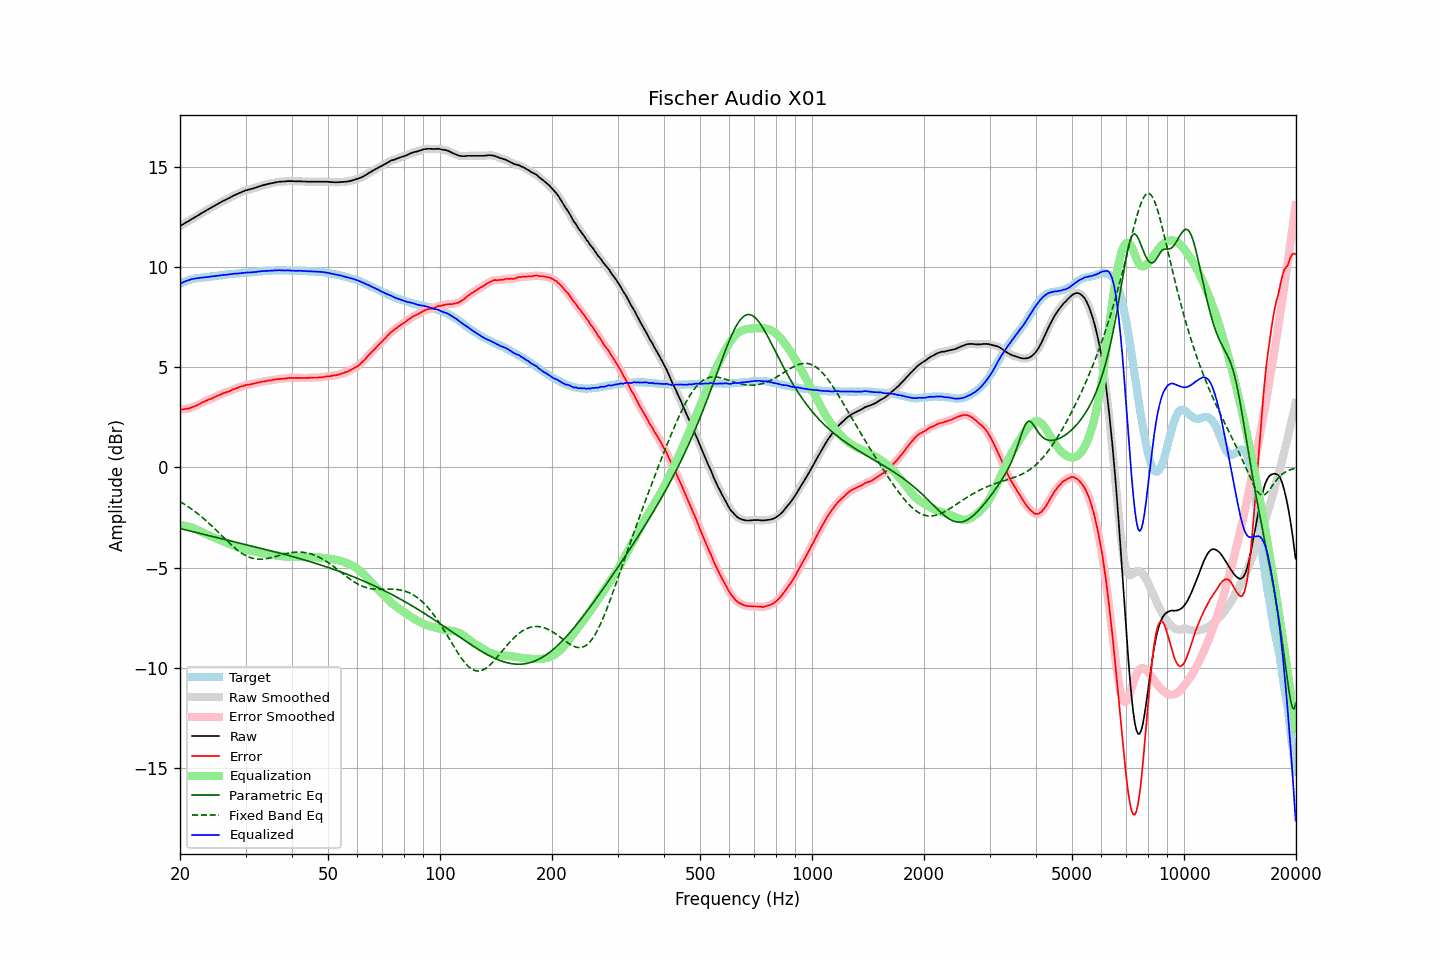 Fischer Audio X01
Amplitude (dBr)
15
10
5
0
−5
−10
−15
Target
Raw Smoothed
Error Smoothed
Raw
Error
Equalization
Parametric Eq
Fixed Band Eq
Equalized
20 50 100 200 500 1000 2000 5000 10000 20000
Frequency (Hz)